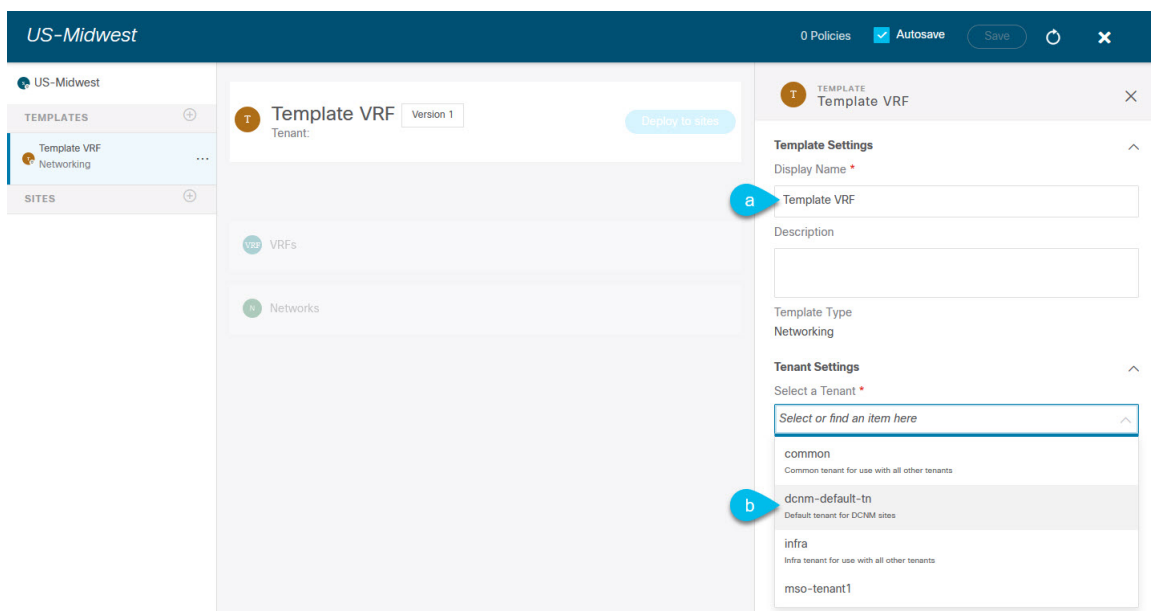 US-Midwest
0 Policies
Autosave
Save
US-Midwest
TEMPLATES
T
Template VRF
Networking
SITES
T
Template VRF
Version 1
Tenant:
Deploy to sites
VRF
VRFs
N
Networks
T
TEMPLATE
Template VRF
Template Settings
Display Name *
a
Template VRF
Description
Template Type
Networking
Tenant Settings
Select a Tenant *
Select or find an item here
common
Common tenant for use with all other tenants
b
dcnm-default-tn
Default tenant for DCNM sites
infra
Infra tenant for use with all other tenants
mso-tenant1